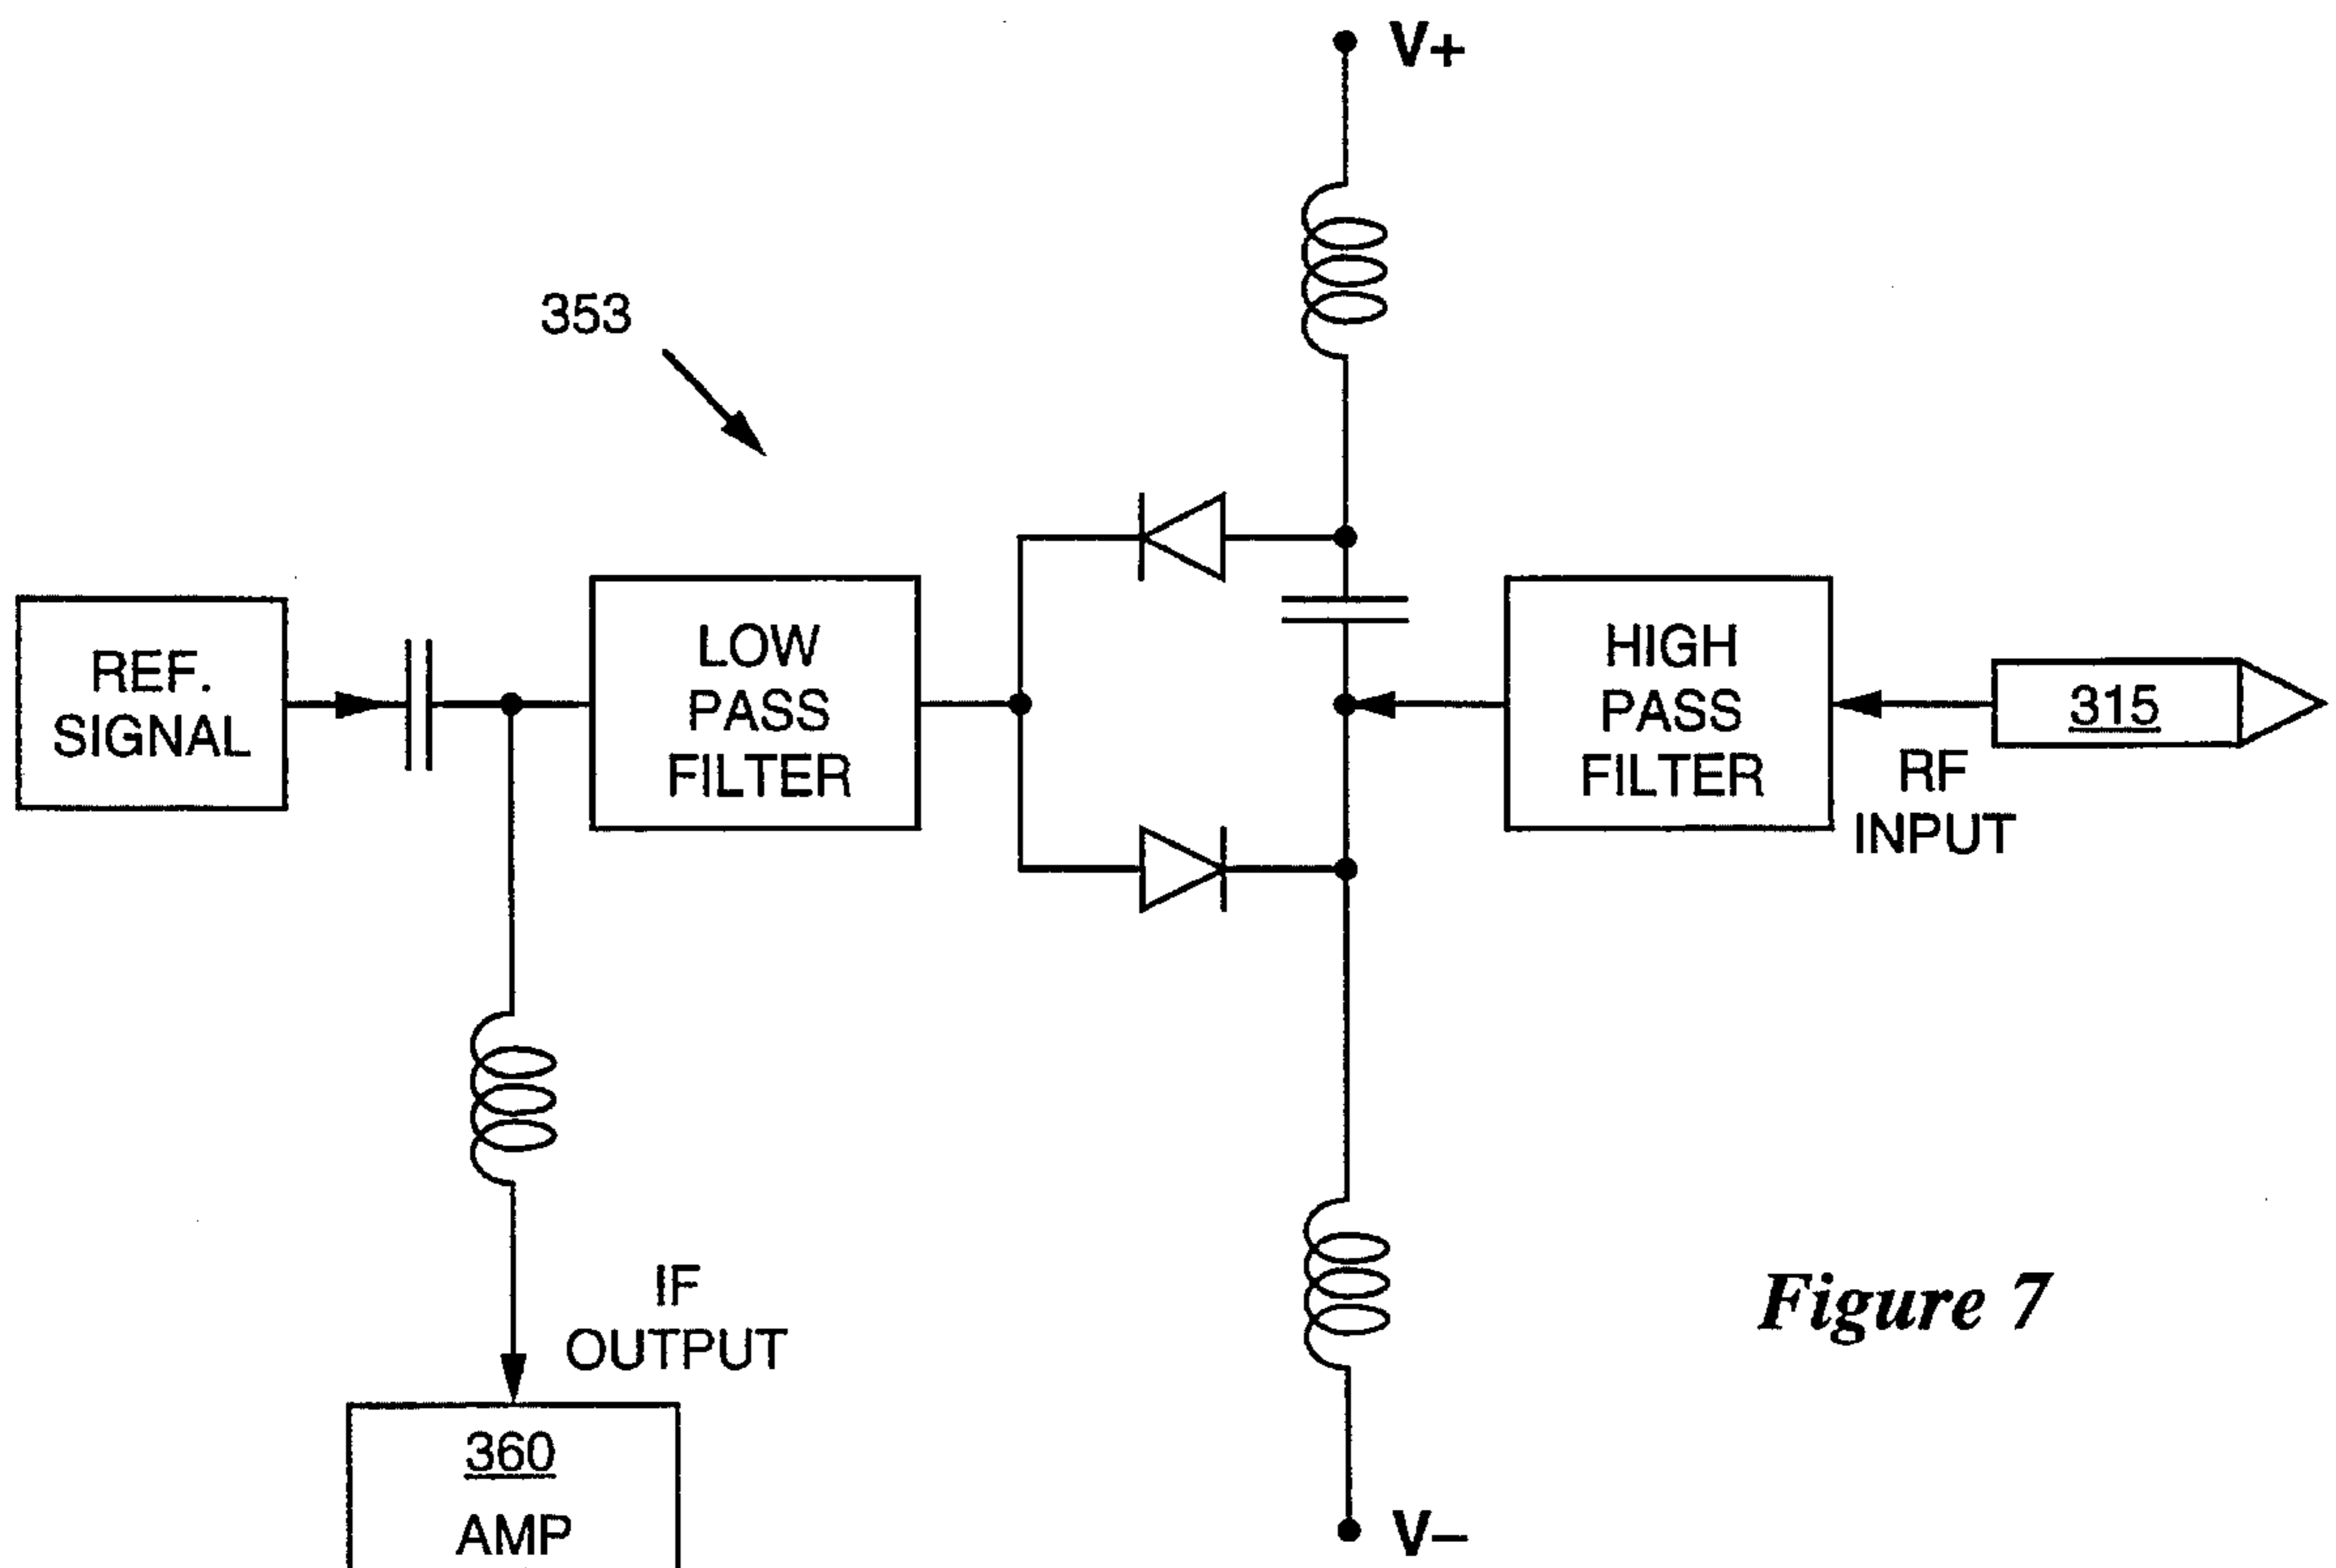 V+
353
REF.
SIGNAL
LOW
PASS
FILTER
HIGH
PASS
FILTER
315
RF
INPUT
IF
OUTPUT
Figure 7
360
AMP
V−